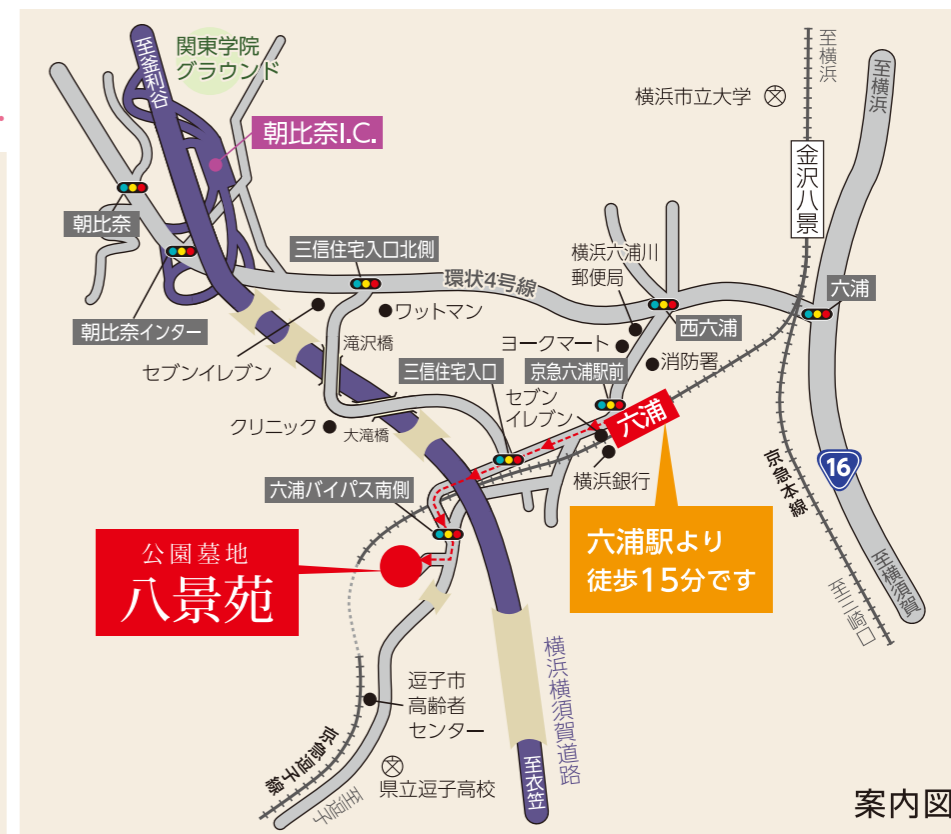 至釜利谷
関東学院
グラウンド
朝比奈I.C.
至横浜
横浜市立大学
至横浜
金沢八景
朝比奈
三信住宅入口北側
環状4号線
横浜六浦川
郵便局
六浦
朝比奈インター
ワットマン
西六浦
セブンイレブン
滝沢橋
ヨークマート
消防署
三信住宅入口
京急六浦駅前
セブン
イレブン
六浦
クリニック
大滝橋
横浜銀行
京急本線
16
六浦バイパス南側
六浦駅より
徒歩15分です
公園墓地
八景苑
至横須賀
至三崎口
横浜横須賀道路
逗子市
高齢者
センター
京急逗子線
至衣笠
県立逗子高校
至逗子
案内図